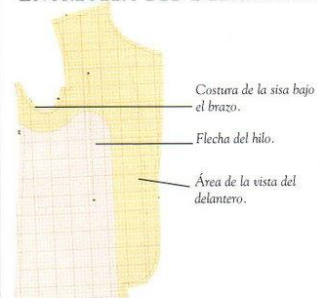 Costura de la sisa bajo
el brazo.
Flecha del hilo.
Área de la vista del
delantero.